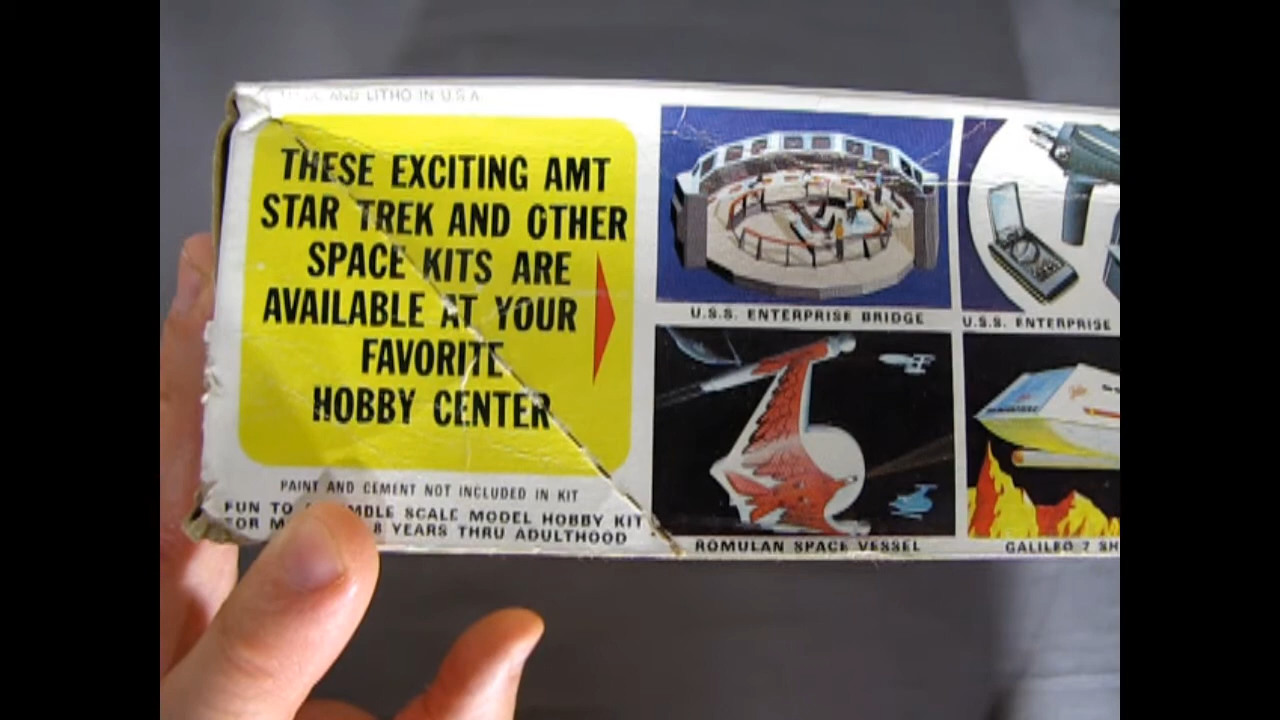 AND LITHO IN U.S.A.
THESE EXCITING AMT
STAR TREK AND OTHER
SPACE KITS ARE
AVAILABLE AT YOUR
FAVORITE
HOBBY CENTER
PAINT AND CEMENT NOT INCLUDED IN KIT
FUN TO SCALE MODEL HOBBY KIT
8 YEARS THRU ADULTHOOD
U.S.S. ENTERPRISE BRIDGE
U.S.S. ENTERPRISE
ROMULAN SPACE VESSEL
GALILEO 7 SH